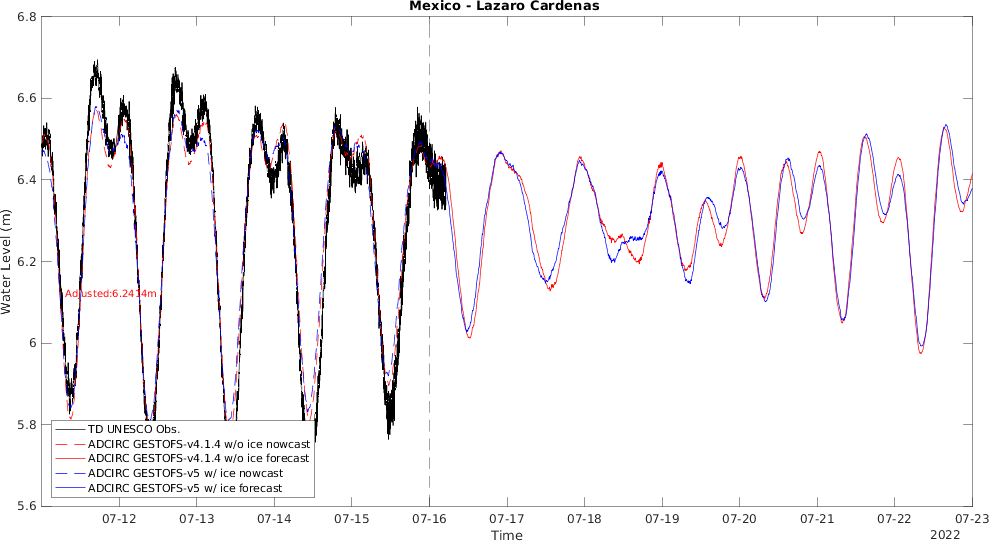 Mexico - Lazaro Cardenas
6.8
6.6
6.4
6.2
6
5.8
5.6
Water Level (m)
Adjusted:6.2414m
TD UNESCO Obs.
ADCIRC GESTOFS-v4.1.4 w/o ice nowcast
ADCIRC GESTOFS-v4.1.4 w/o ice forecast
ADCIRC GESTOFS-v5 w/ ice nowcast
ADCIRC GESTOFS-v5 w/ ice forecast
07-12 07-13 07-14 07-15 07-16 07-17 07-18 07-19 07-20 07-21 07-22 07-23
Time
2022